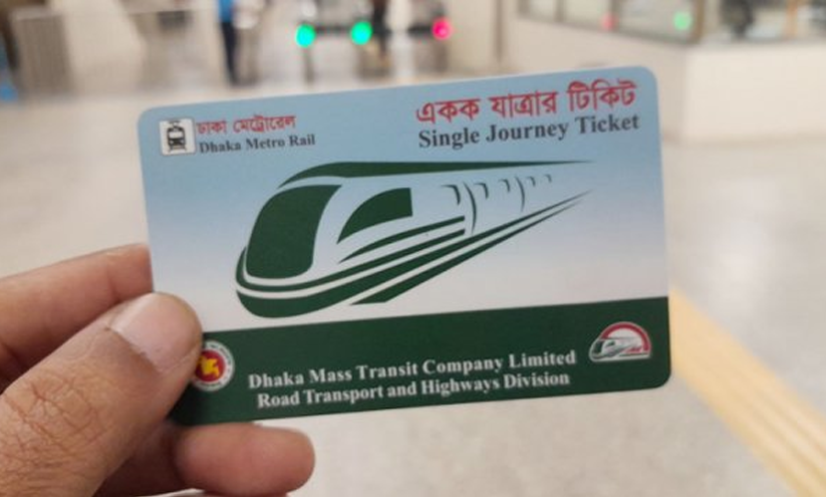 ঢাকা মেট্রোরেল
Dhaka Metro Rail
একক যাত্রার টিকিট
Single Journey Ticket
Dhaka Mass Transit Company Limited
Road Transport and Highways Division